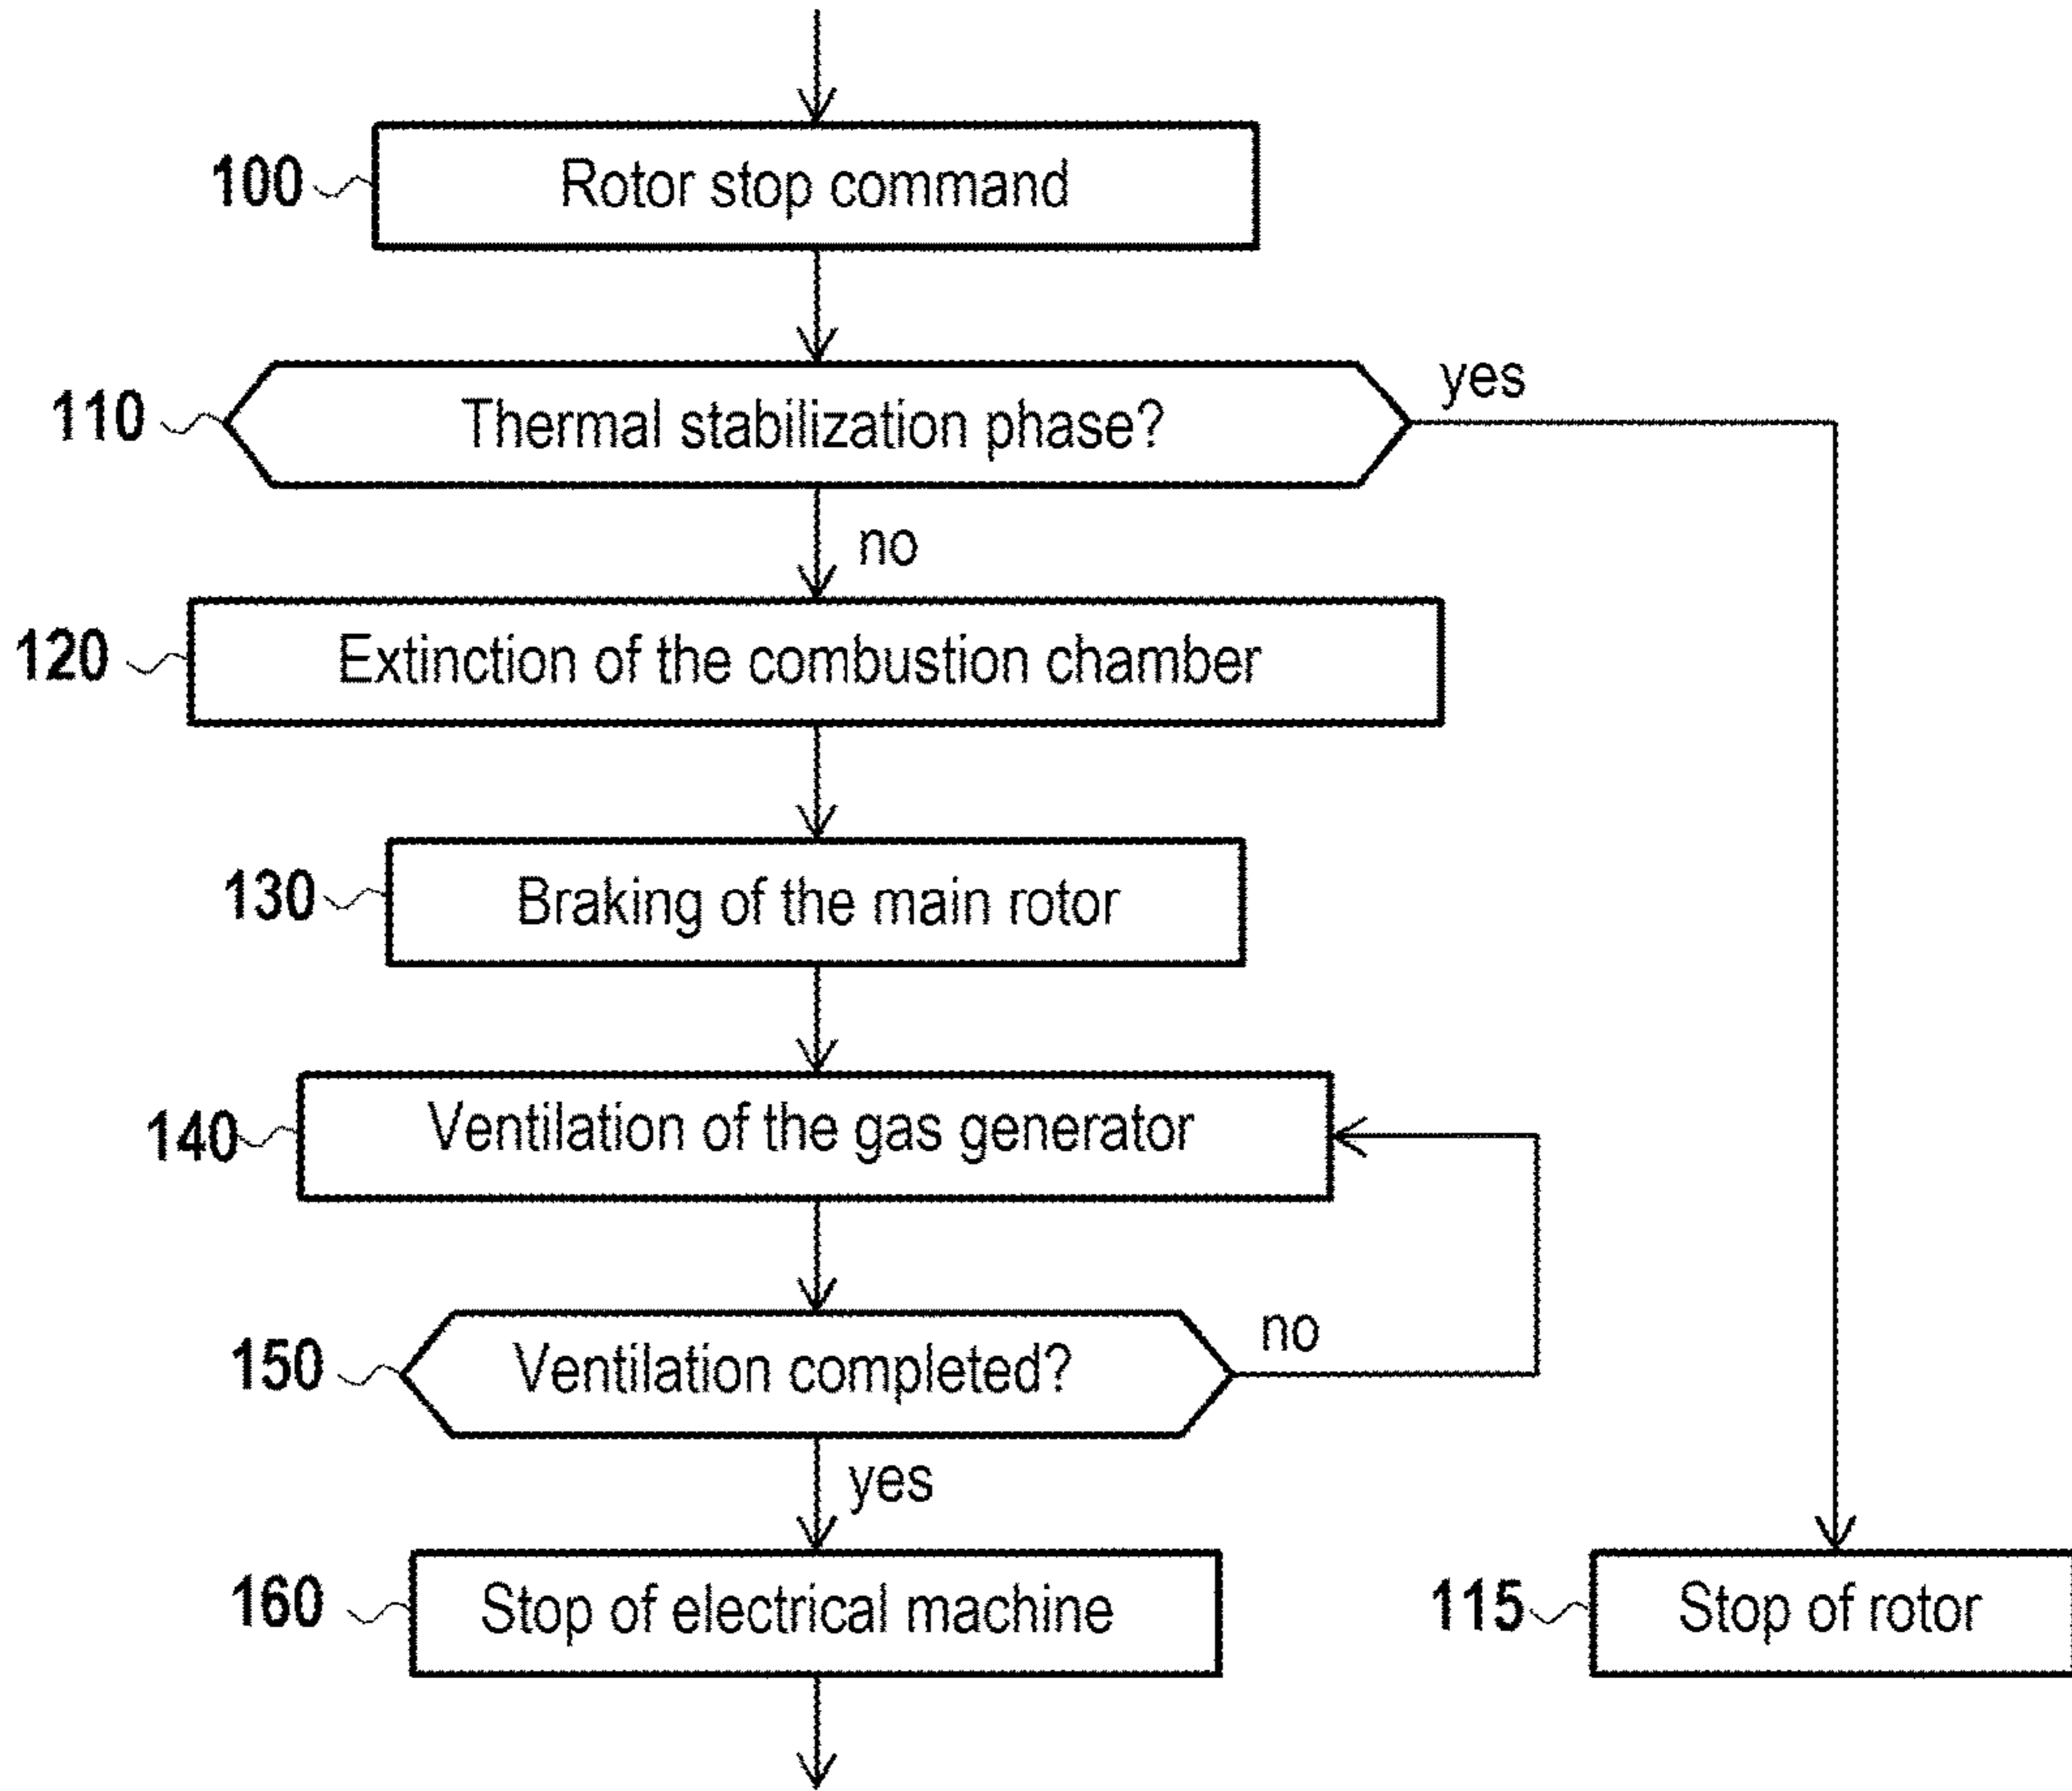 100 Rotor stop command
110 Thermal stabilization phase? yes
no
120 Extinction of the combustion chamber
130 Braking of the main rotor
140 Ventilation of the gas generator
150 Ventilation completed? no
yes
160 Stop of electrical machine
115 Stop of rotor